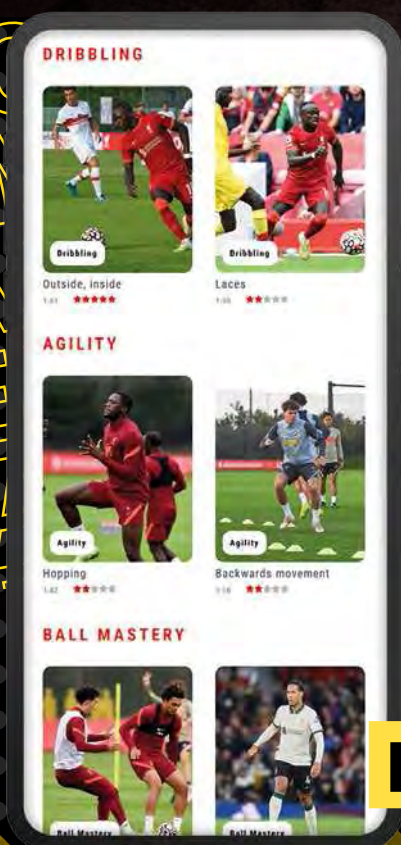 DRIBBLING
Dribbling
Dribbling
Outside, inside
Laces
AGILITY
Agility
Agility
Hopping
Backwards movement
BALL MASTERY
Ball Mastery
Ball Mastery